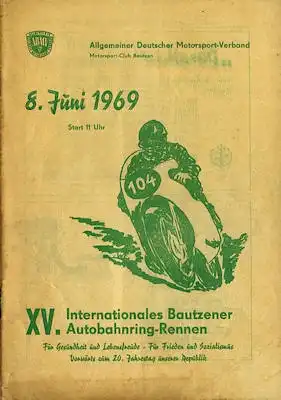 ADMV
Allgemeiner Deutscher Motorsport-Verband
Motorsport-Club Bautzen
8. Juni 1969
Start 11 Uhr
104
XV. Internationales Bautzener
Autobahnring-Rennen
Für Gesundheit und Lebensfreude - Für Frieden und Sozialismus
Vorwärts zum 20. Jahrestag unserer Republik